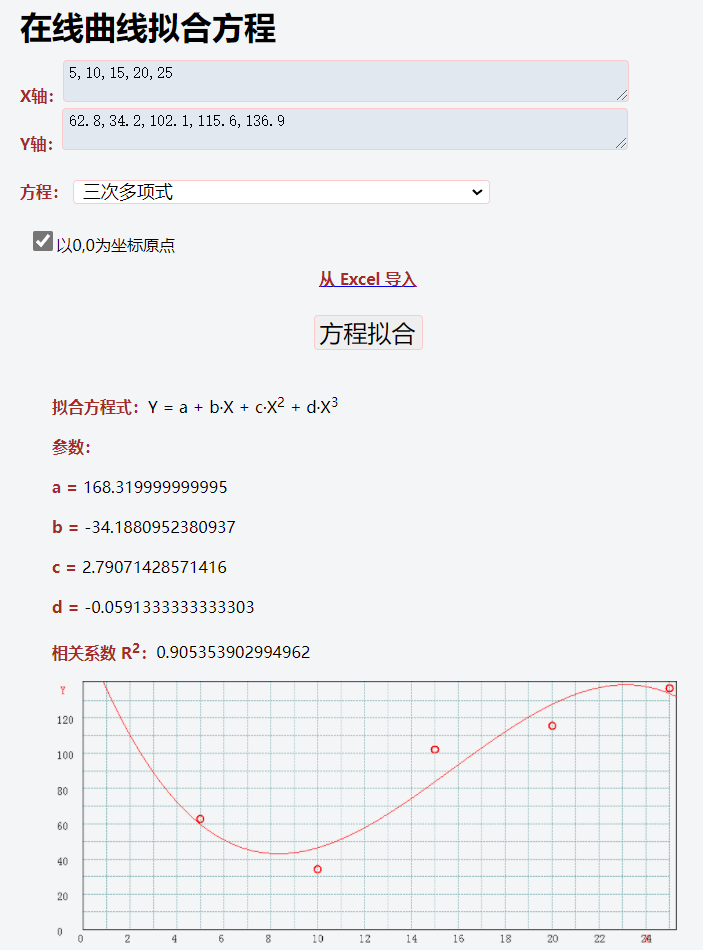 在线曲线拟合方程
X轴: 5,10,15,20,25
Y轴: 62.8,34.2,102.1,115.6,136.9
方程: 三次多项式
以0,0为坐标原点
从 Excel 导入
方程拟合
拟合方程式: Y = a + b·X + c·X² + d·X³
参数:
a = 168.319999999995
b = -34.1880952380937
c = 2.79071428571416
d = -0.0591333333333303
相关系数 R²: 0.905353902994962
Y
120
100
80
60
40
20
0
0 2 4 6 8 10 12 14 16 18 20 22 24